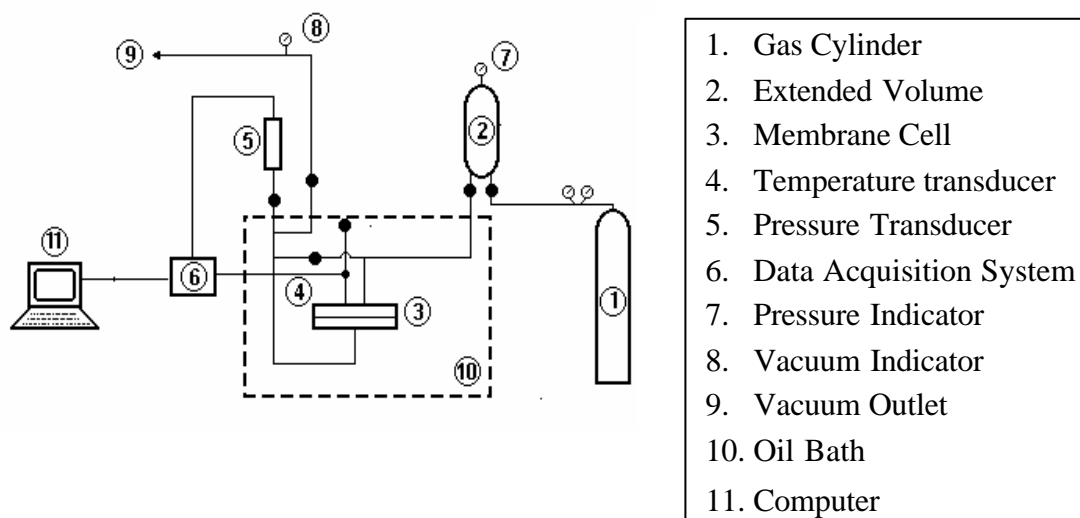 8
9
7
2
5
11
6
4
3
1
10
1. Gas Cylinder
2. Extended Volume
3. Membrane Cell
4. Temperature transducer
5. Pressure Transducer
6. Data Acquisition System
7. Pressure Indicator
8. Vacuum Indicator
9. Vacuum Outlet
10. Oil Bath
11. Computer